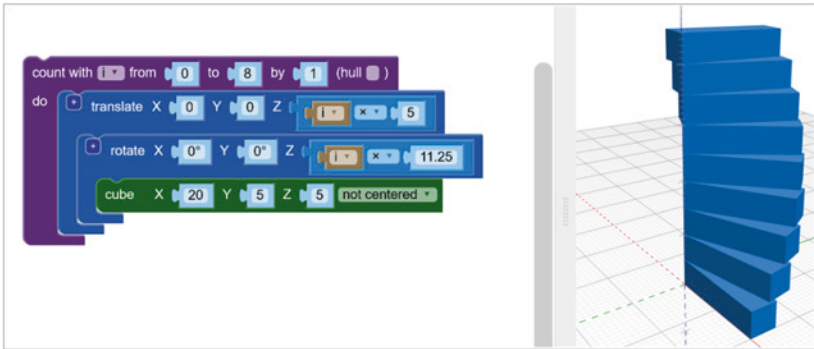 count with i from 0 to 8 by 1 (hull )
do + translate X 0 Y 0 Z i × 5
+ rotate X 0° Y 0° Z i × 11.25
cube X 20 Y 5 Z 5 not centered